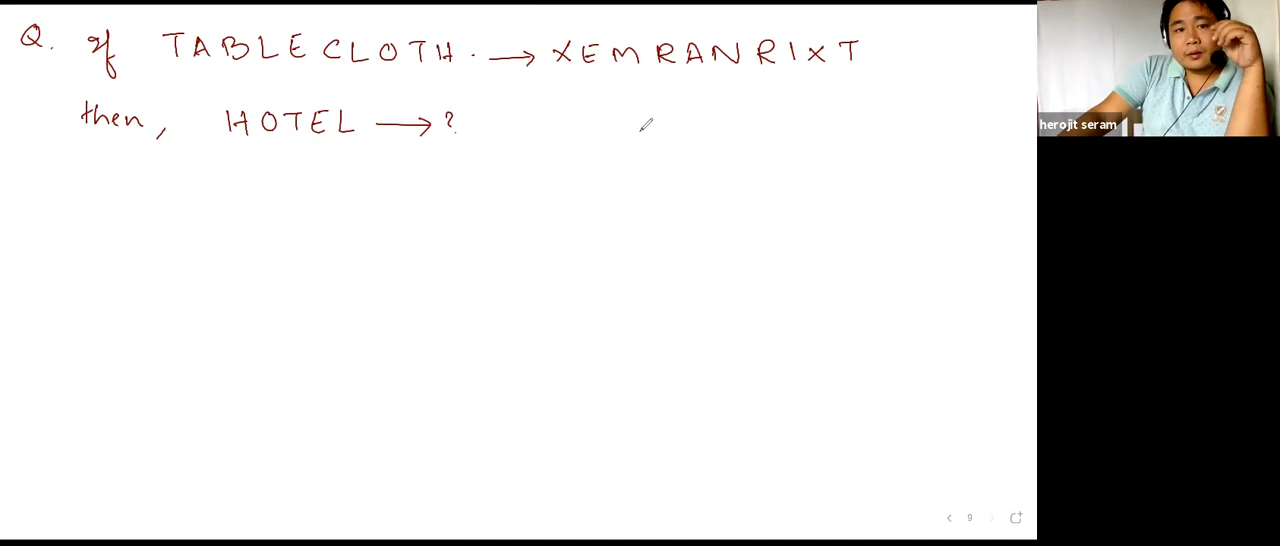 Q. If TABLECLOTH. → XEMRANRIXT
then, HOTEL → ?
herojit seram
9